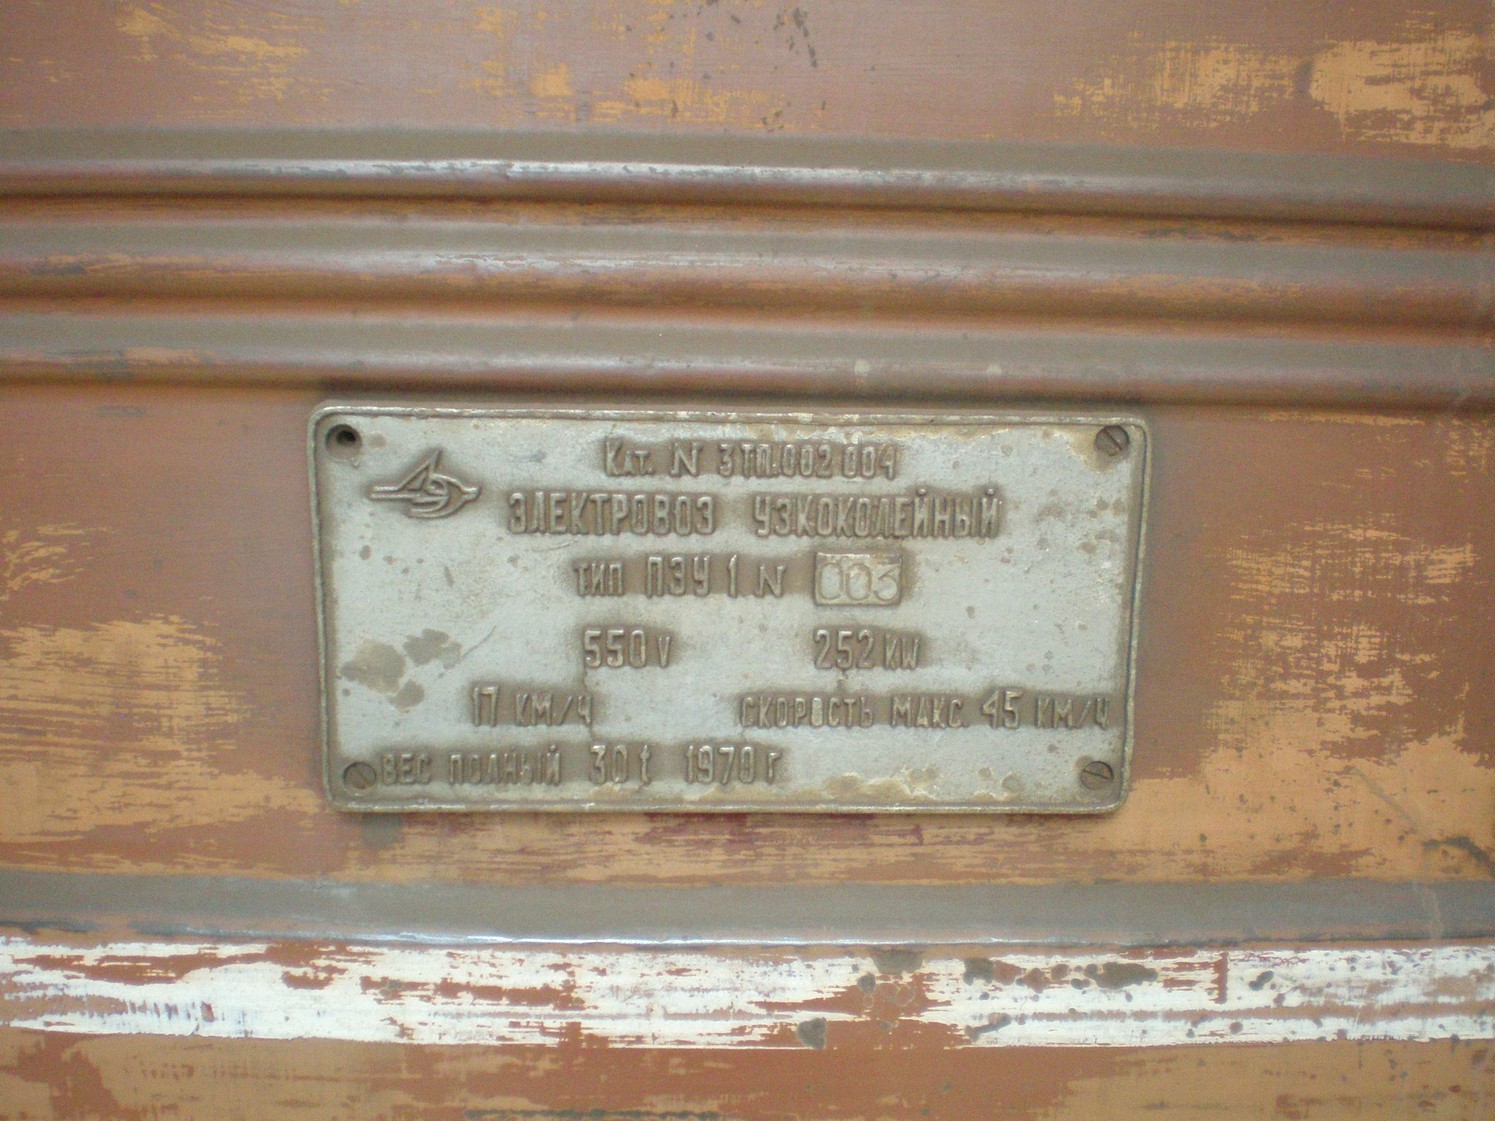 Кат. N 3ТП.002 004
ЭЛЕКТРОВОЗ УЗКОКОЛЕЙНЫЙ
ТИП ПЭУ 1 N 003
550 V 252 KW
17 КМ/Ч СКОРОСТЬ МАКС. 45 КМ/Ч
ВЕС ПОЛНЫЙ 30 t 1970 г